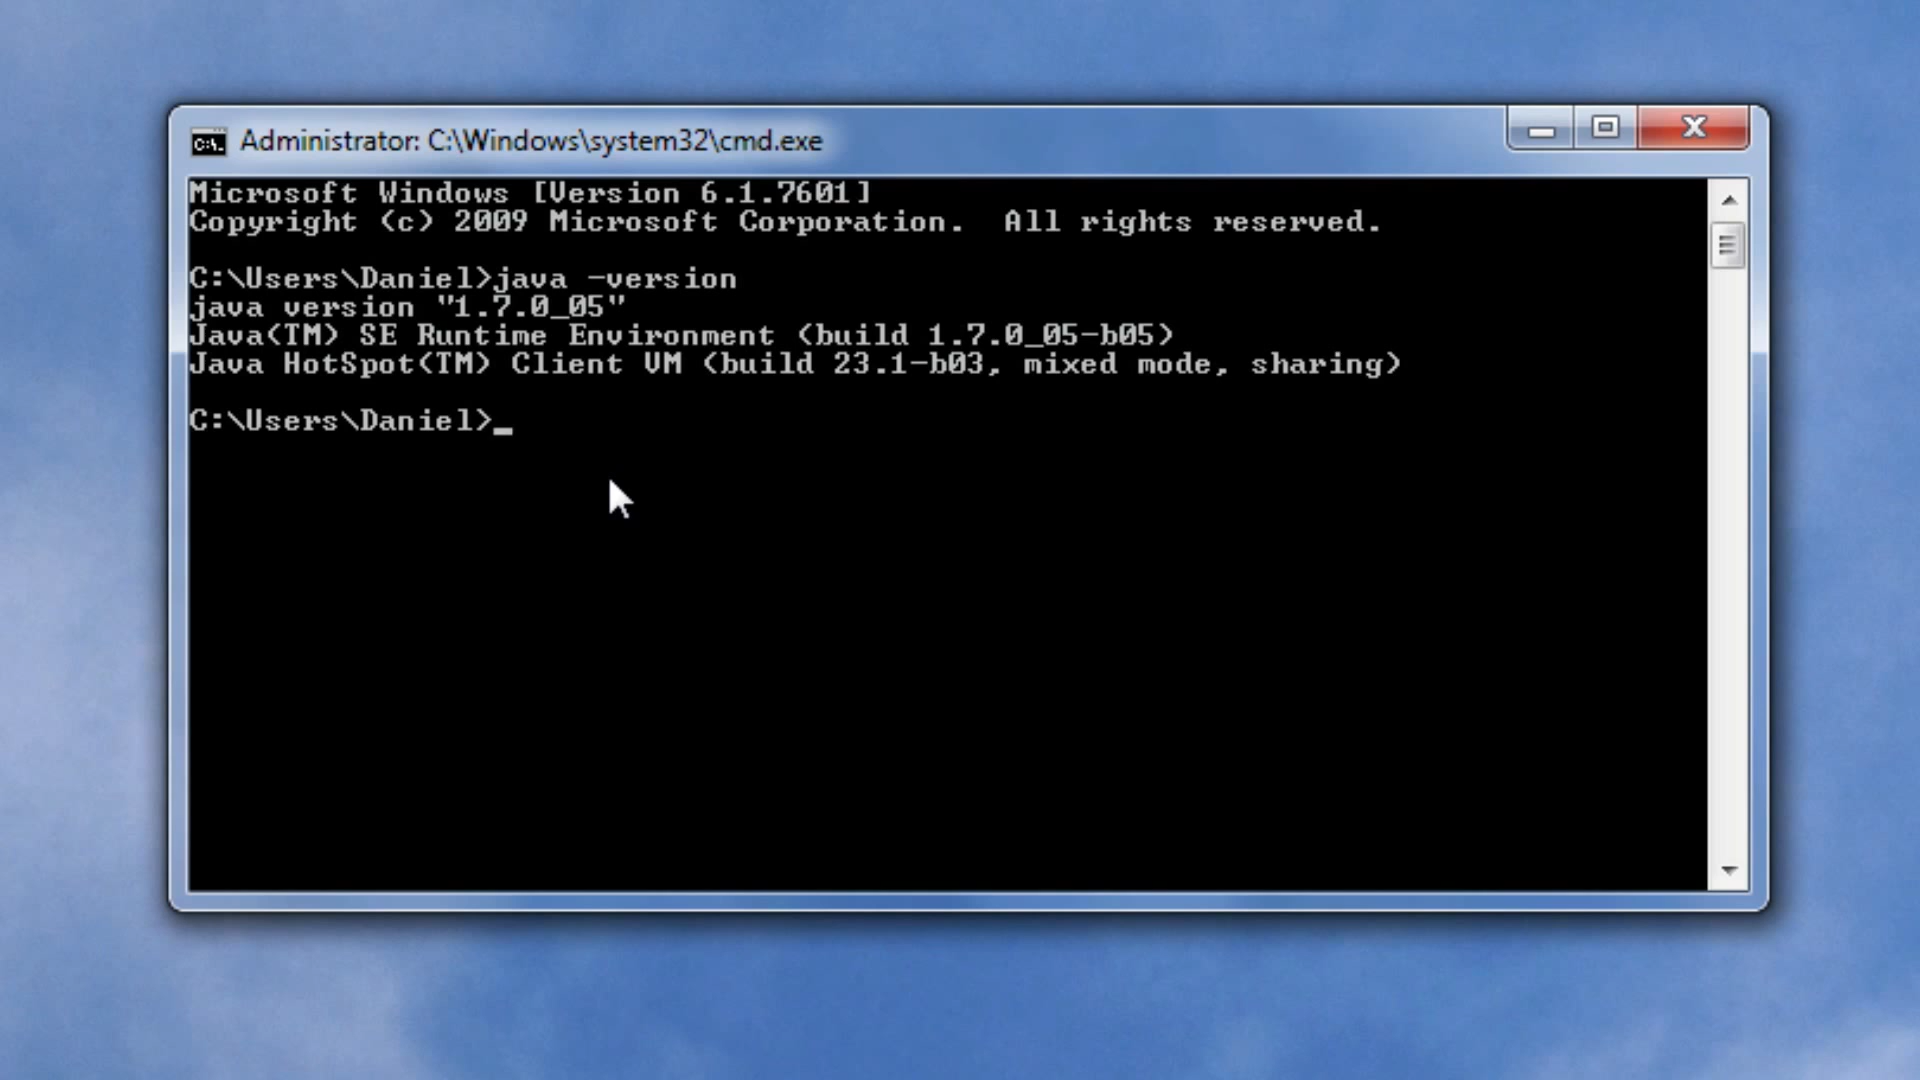 Administrator: C:\Windows\system32\cmd.exe
Microsoft Windows [Version 6.1.7601]
Copyright (c) 2009 Microsoft Corporation.  All rights reserved.
C:\Users\Daniel>java -version
java version "1.7.0_05"
Java(TM) SE Runtime Environment (build 1.7.0_05-b05)
Java HotSpot(TM) Client VM (build 23.1-b03, mixed mode, sharing)
C:\Users\Daniel>_